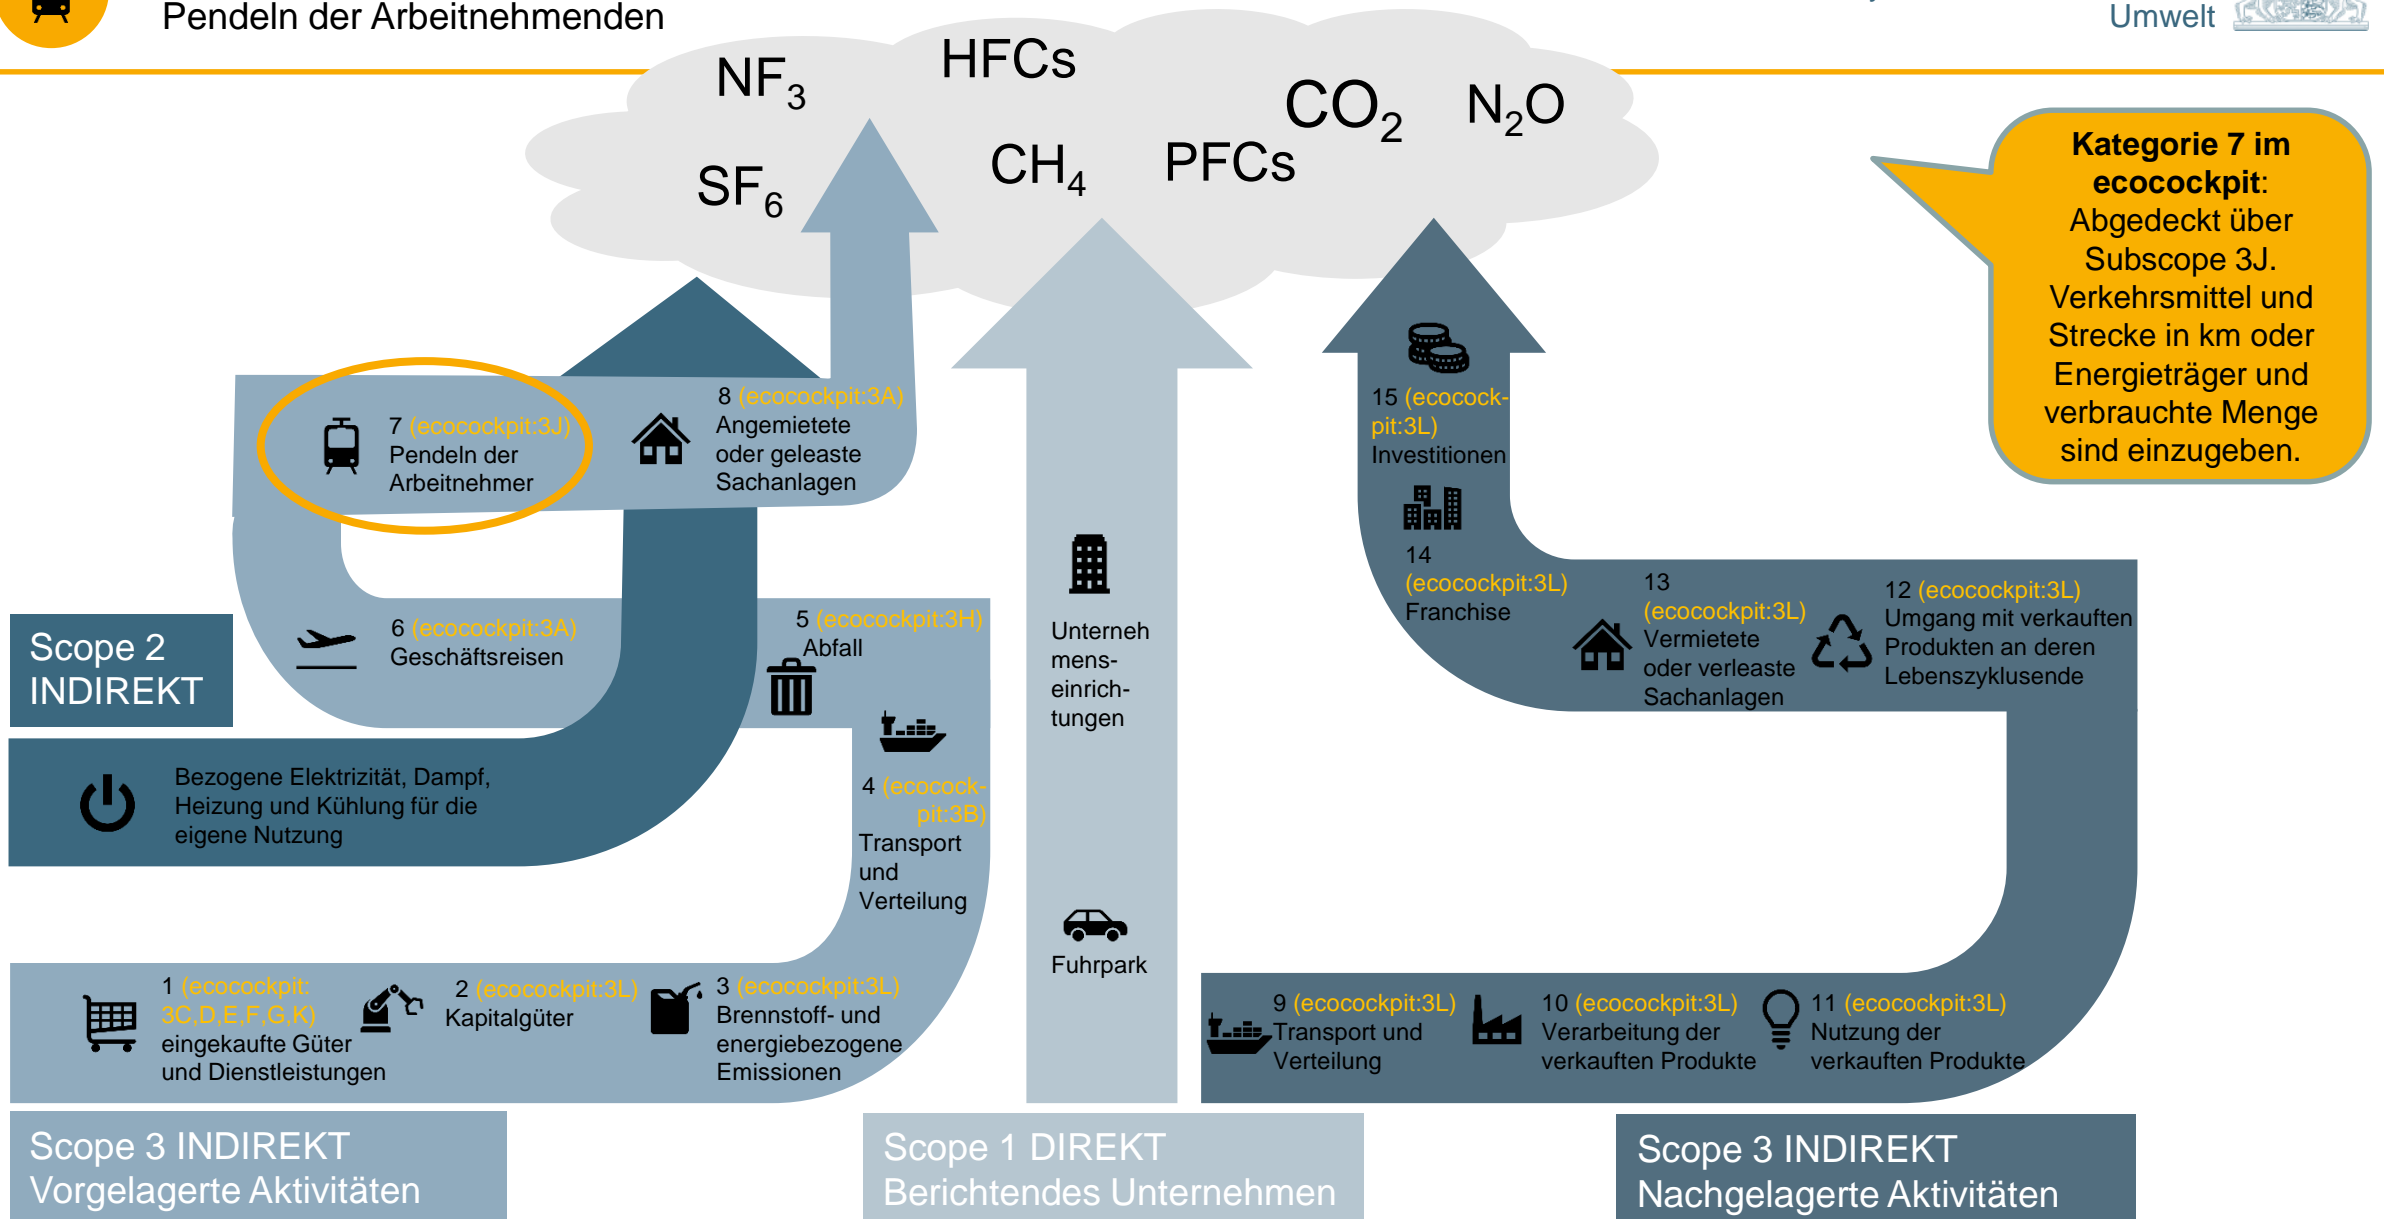 Pendeln der Arbeitnehmenden
Umwelt
NF₃
HFCs
CO₂
N₂O
SF₆
CH₄
PFCs
Kategorie 7 im
ecocockpit:
Abgedeckt über
Subscope 3J.
Verkehrsmittel und
Strecke in km oder
Energieträger und
verbrauchte Menge
sind einzugeben.
7 (ecocockpit:3J)
Pendeln der
Arbeitnehmer
8 (ecocockpit:3A)
Angemietete
oder geleaste
Sachanlagen
15 (ecocock-
pit:3L)
Investitionen
14
(ecocockpit:3L)
Franchise
13
(ecocockpit:3L)
Vermietete
oder verleaste
Sachanlagen
12 (ecocockpit:3L)
Umgang mit verkauften
Produkten an deren
Lebenszyklusende
Scope 2
INDIREKT
6 (ecocockpit:3A)
Geschäftsreisen
5 (ecocockpit:3H)
Abfall
Unterneh
mens-
einrich-
tungen
Bezogene Elektrizität, Dampf,
Heizung und Kühlung für die
eigene Nutzung
4 (ecocock-
pit:3B)
Transport
und
Verteilung
Fuhrpark
1 (ecocockpit:
3C,D,E,F,G,K)
eingekaufte Güter
und Dienstleistungen
2 (ecocockpit:3L)
Kapitalgüter
3 (ecocockpit:3L)
Brennstoff- und
energiebezogene
Emissionen
9 (ecocockpit:3L)
Transport und
Verteilung
10 (ecocockpit:3L)
Verarbeitung der
verkauften Produkte
11 (ecocockpit:3L)
Nutzung der
verkauften Produkte
Scope 3 INDIREKT
Vorgelagerte Aktivitäten
Scope 1 DIREKT
Berichtendes Unternehmen
Scope 3 INDIREKT
Nachgelagerte Aktivitäten